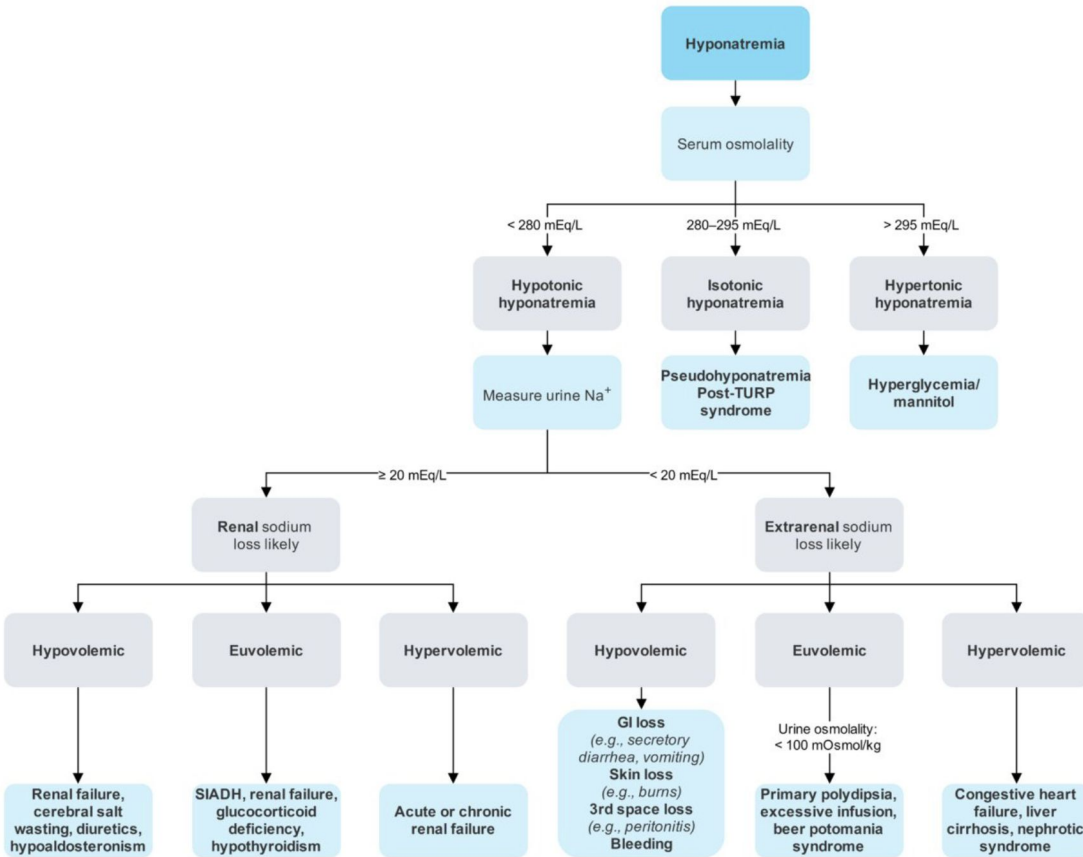 Hyponatremia
Serum osmolality
< 280 mEq/L
280–295 mEq/L
> 295 mEq/L
Hypotonic
hyponatremia
Isotonic
hyponatremia
Hypertonic
hyponatremia
Measure urine Na⁺
Pseudohyponatremia
Post-TURP
syndrome
Hyperglycemia/
mannitol
≥ 20 mEq/L
< 20 mEq/L
Renal sodium
loss likely
Extrarenal sodium
loss likely
Hypovolemic
Euvolemic
Hypervolemic
Hypovolemic
Euvolemic
Hypervolemic
Renal failure,
cerebral salt
wasting, diuretics,
hypoaldosteronism
SIADH, renal failure,
glucocorticoid
deficiency,
hypothyroidism
Acute or chronic
renal failure
GI loss
(e.g., secretory
diarrhea, vomiting)
Skin loss
(e.g., burns)
3rd space loss
(e.g., peritonitis)
Bleeding
Urine osmolality:
< 100 mOsmol/kg
Primary polydipsia,
excessive infusion,
beer potomania
syndrome
Congestive heart
failure, liver
cirrhosis, nephrotic
syndrome